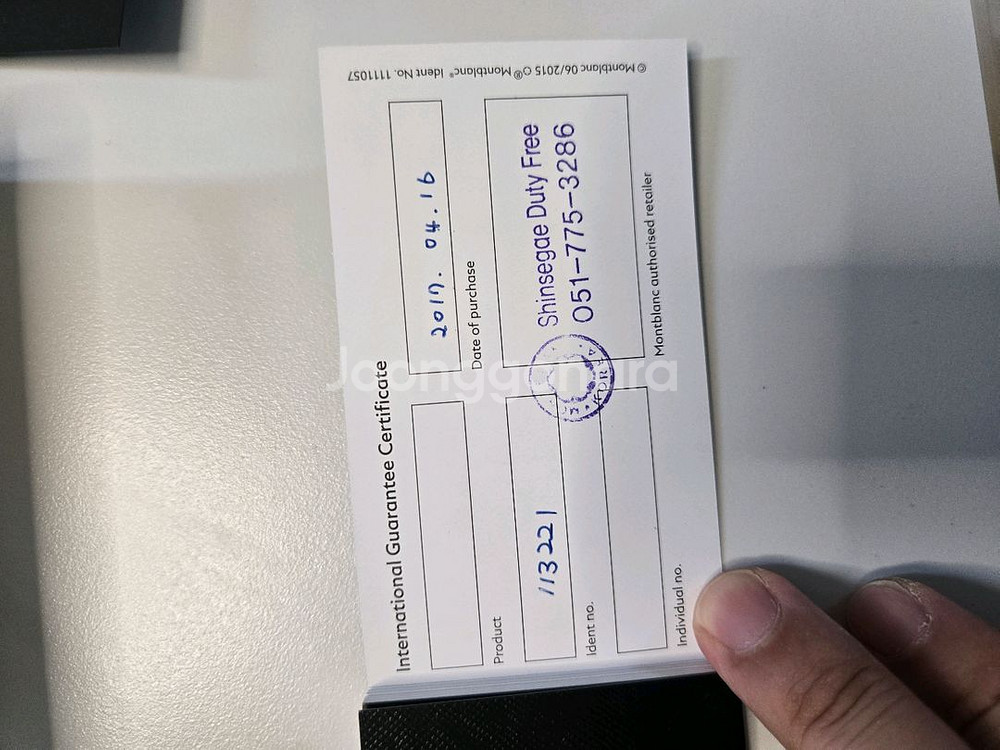 International Guarantee Certificate
Product
2017. 04. 16
Date of purchase
113221
Ident no.
Shinsegae Duty Free
051-775-3286
Individual no.
Montblanc authorised retailer
© Montblanc 06/2015 ○ ® Montblanc® Ident No. 111057
Joonggonara